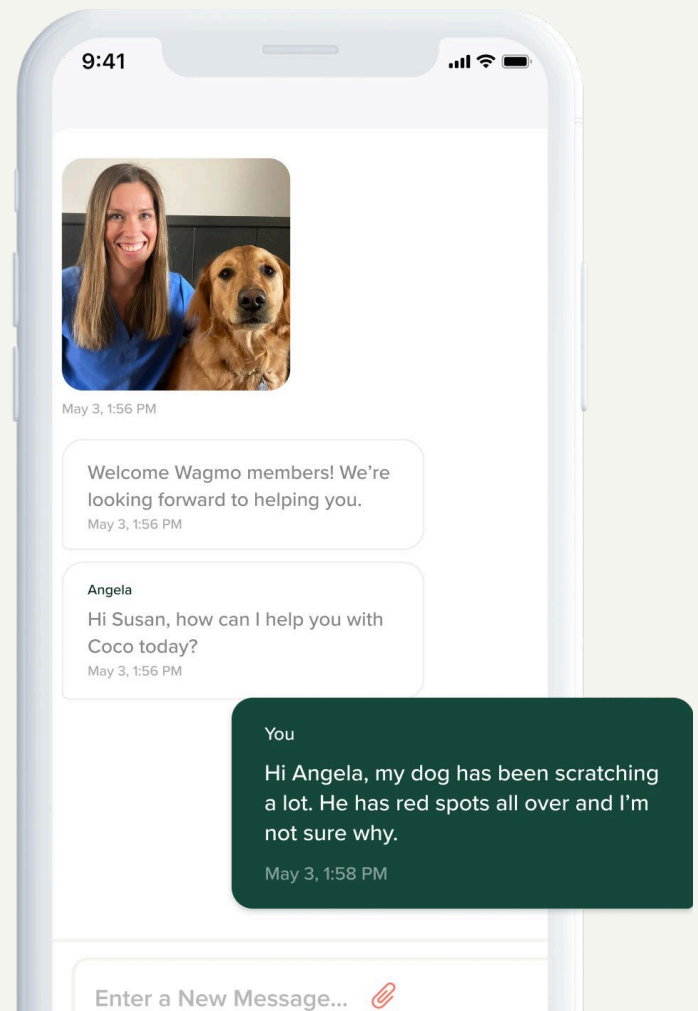 9:41
May 3, 1:56 PM
Welcome Wagmo members! We’re
looking forward to helping you.
May 3, 1:56 PM
Angela
Hi Susan, how can I help you with
Coco today?
May 3, 1:56 PM
You
Hi Angela, my dog has been scratching
a lot. He has red spots all over and I’m
not sure why.
May 3, 1:58 PM
Enter a New Message...